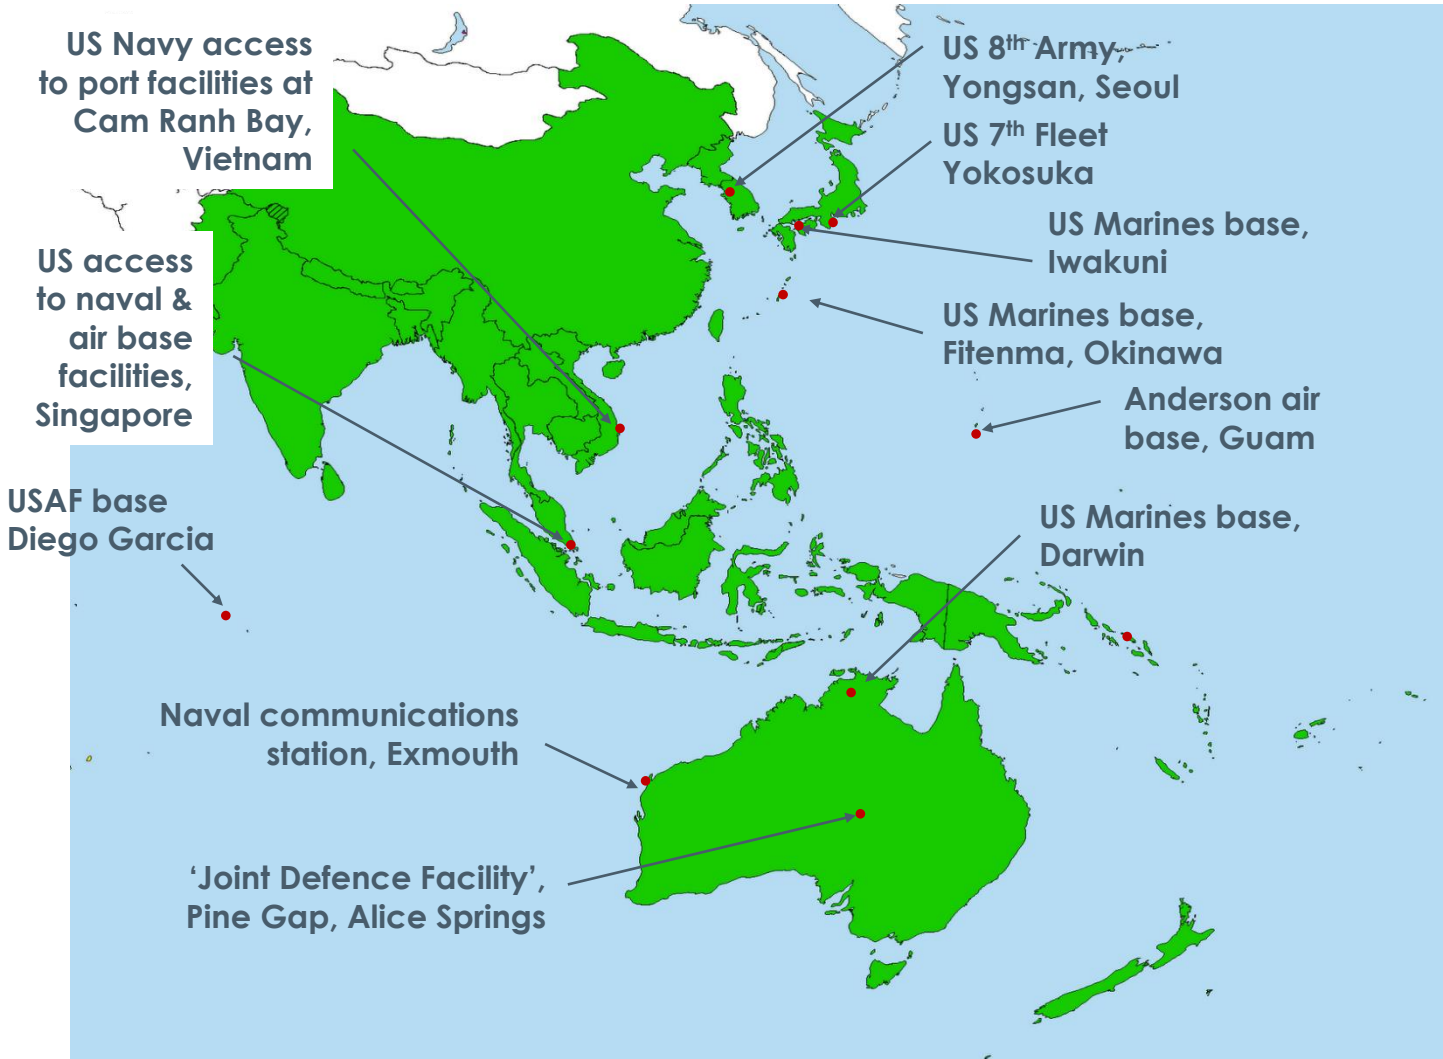 US Navy access
to port facilities at
Cam Ranh Bay,
Vietnam
US 8th Army,
Yongsan, Seoul
US 7th Fleet
Yokosuka
US Marines base,
Iwakuni
US access
to naval &
air base
facilities,
Singapore
US Marines base,
Fitenma, Okinawa
Anderson air
base, Guam
USAF base
Diego Garcia
US Marines base,
Darwin
Naval communications
station, Exmouth
‘Joint Defence Facility’,
Pine Gap, Alice Springs